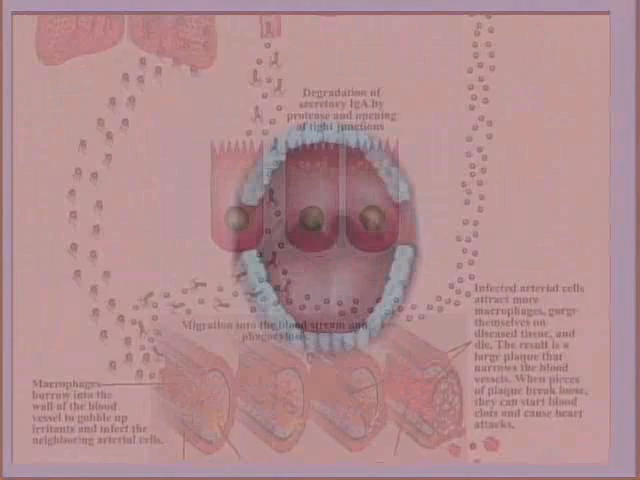 Degradation of
secretory IgA by
protease and opening
of tight junctions
Migration into the blood stream and
phagocytosis
Infected arterial cells
attract more
macrophages, gorge
themselves on
diseased tissue, and
die, The result is a
large plaque that
narrows the blood
vessels. When pieces
of plaque break loose,
they can start blood
clots and cause heart
attacks.
Macrophages
burrow into the
wall of the blood
vessel to gobble up
irritants and infect the
neighboring arterial cells.